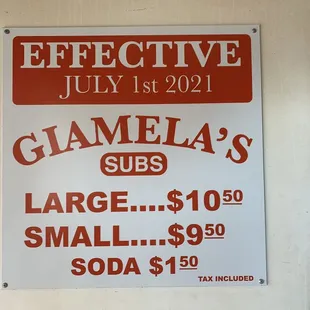 EFFECTIVE
JULY 1st 2021
GIAMELA'S
SUBS
LARGE....$10 50
SMALL....$9 50
SODA $1 50
TAX INCLUDED